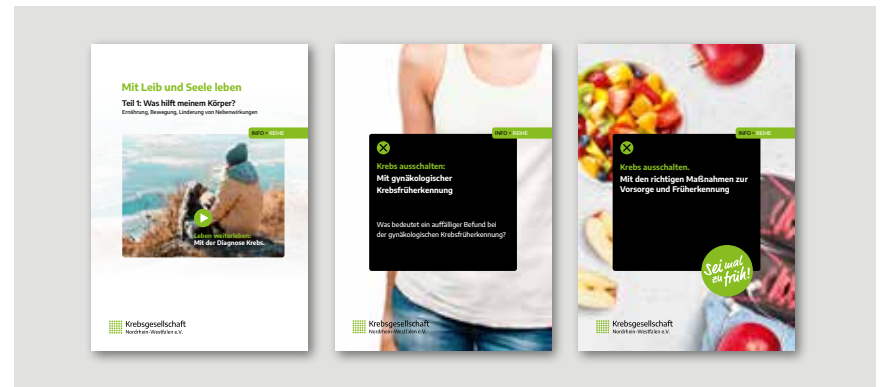 Mit Leib und Seele leben
Teil 1: Was hilft meinem Körper?
Ernährung, Bewegung, Linderung von Nebenwirkungen
INFO • REIHE
Leben weiterleben:
Mit der Diagnose Krebs.
Krebsgesellschaft
Nordrhein-Westfalen e.V.
INFO • REIHE
Krebs ausschalten:
Mit gynäkologischer
Krebsfrüherkennung
Was bedeutet ein auffälliger Befund bei
der gynäkologischen Krebsfrüherkennung?
Krebsgesellschaft
Nordrhein-Westfalen e.V.
INFO • REIHE
Krebs ausschalten.
Mit den richtigen Maßnahmen zur
Vorsorge und Früherkennung
Sei mal
zu früh!
Krebsgesellschaft
Nordrhein-Westfalen e.V.